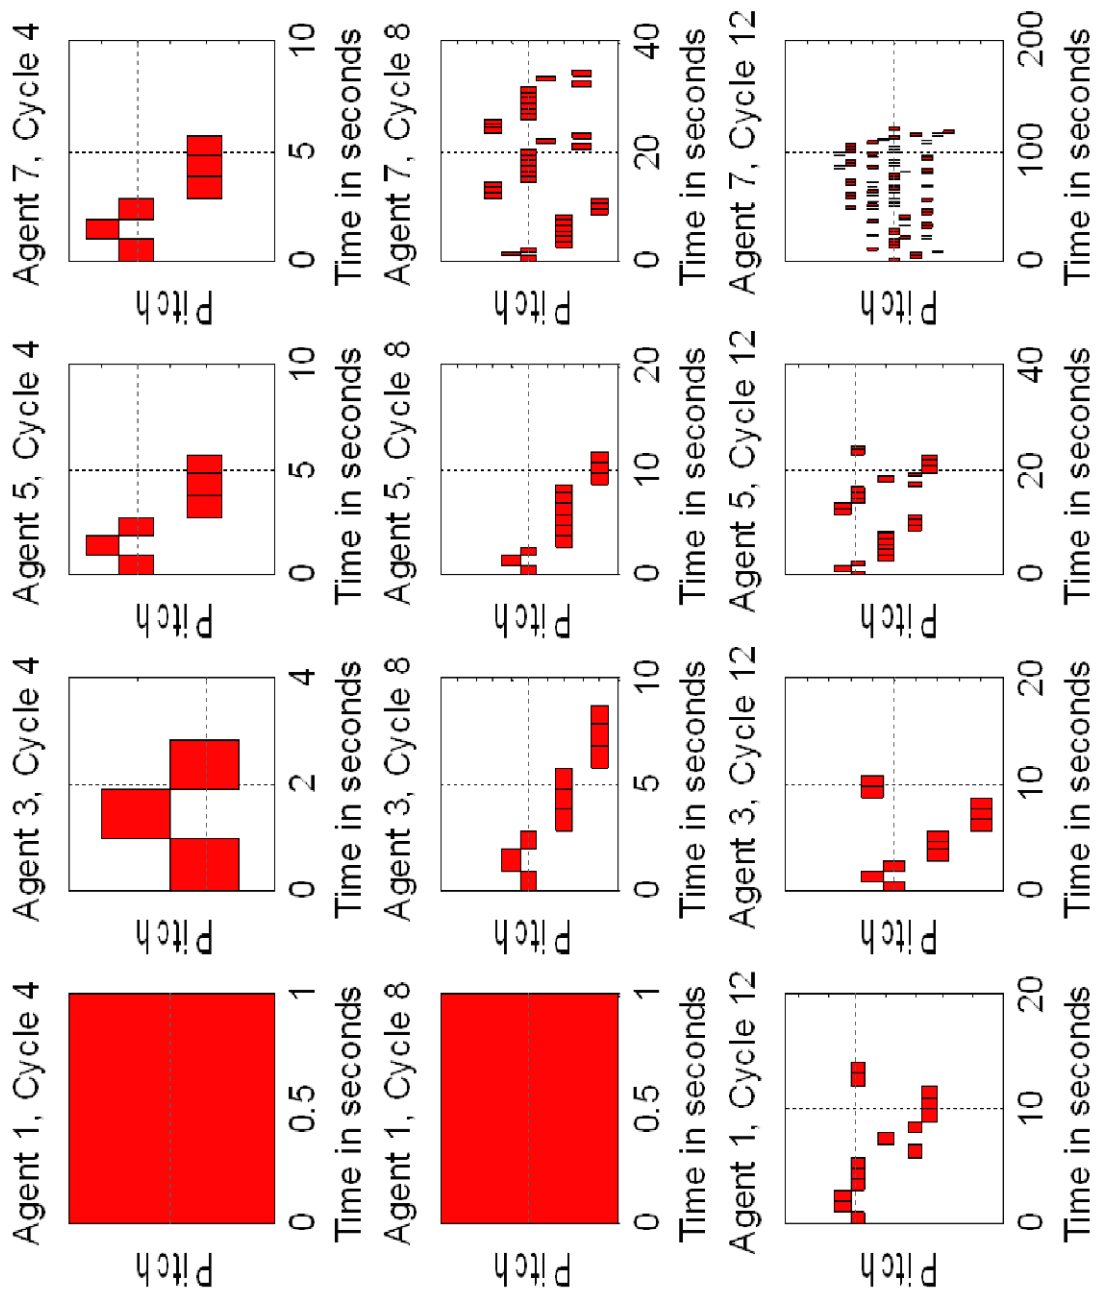 Agent 1, Cycle 4
Pitch
0 0.5 1
Time in seconds
Agent 3, Cycle 4
Pitch
0 2 4
Time in seconds
Agent 5, Cycle 4
Pitch
0 5 10
Time in seconds
Agent 7, Cycle 4
Pitch
0 5 10
Time in seconds
Agent 1, Cycle 8
Pitch
0 0.5 1
Time in seconds
Agent 3, Cycle 8
Pitch
0 5 10
Time in seconds
Agent 5, Cycle 8
Pitch
0 10 20
Time in seconds
Agent 7, Cycle 8
Pitch
0 20 40
Time in seconds
Agent 1, Cycle 12
Pitch
0 10 20
Time in seconds
Agent 3, Cycle 12
Pitch
0 10 20
Time in seconds
Agent 5, Cycle 12
Pitch
0 20 40
Time in seconds
Agent 7, Cycle 12
Pitch
0 100 200
Time in seconds